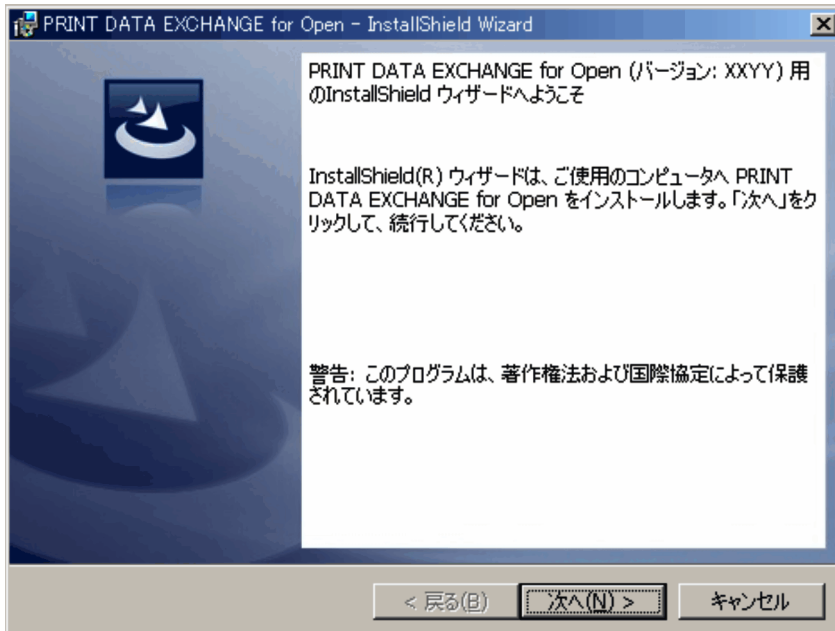 PRINT DATA EXCHANGE for Open - InstallShield Wizard
PRINT DATA EXCHANGE for Open (バージョン: XXYY) 用
のInstallShield ウィザードへようこそ
InstallShield(R) ウィザードは、ご使用のコンピュータへ PRINT
DATA EXCHANGE for Open をインストールします。「次へ」をク
リックして、続行してください。
警告: このプログラムは、著作権法および国際協定によって保護
されています。
< 戻る(B)
次へ(N) >
キャンセル